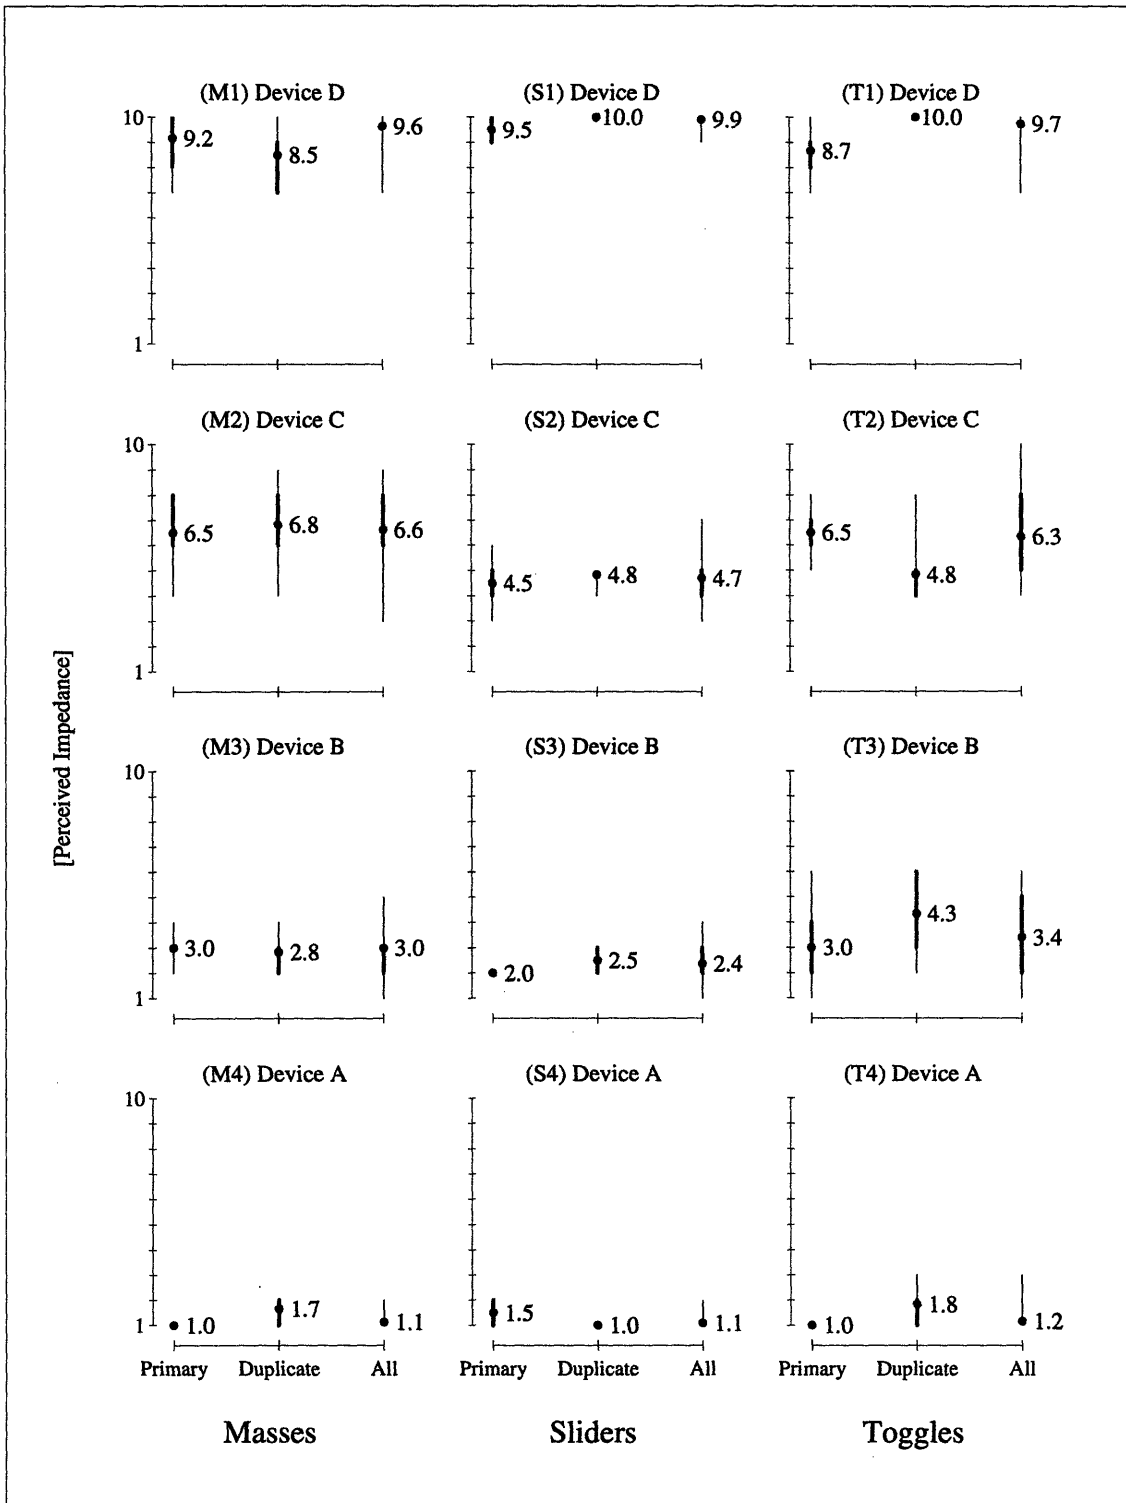 (M1) Device D (S1) Device D (T1) Device D
10 9.2 8.5 9.6 9.5 10.0 9.9 8.7 10.0 9.7
1
(M2) Device C (S2) Device C (T2) Device C
10 6.5 6.8 6.6 4.5 4.8 4.7 6.5 4.8 6.3
1
[Perceived Impedance]
(M3) Device B (S3) Device B (T3) Device B
10 3.0 2.8 3.0 2.0 2.5 2.4 3.0 4.3 3.4
1
(M4) Device A (S4) Device A (T4) Device A
10
1 1.0 1.7 1.1 1.5 1.0 1.1 1.0 1.8 1.2
Primary Duplicate All Primary Duplicate All Primary Duplicate All
Masses Sliders Toggles